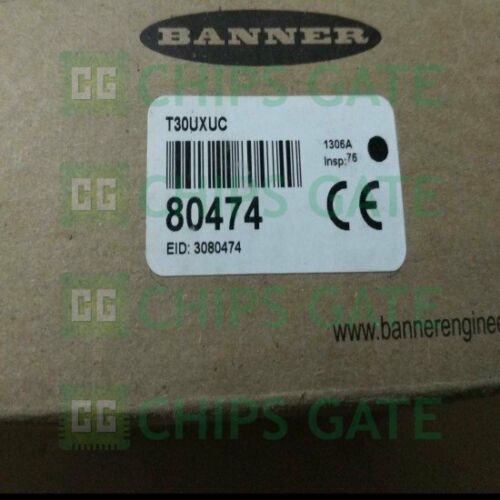 BANNER
CG CHIPS GATE
T30UXUC
1306A
Insp:76
80474
CE
EID: 3080474
CG CHIPS GATE
CG CHIPS GATE
www.bannerenginee
CG CHIPS GATE